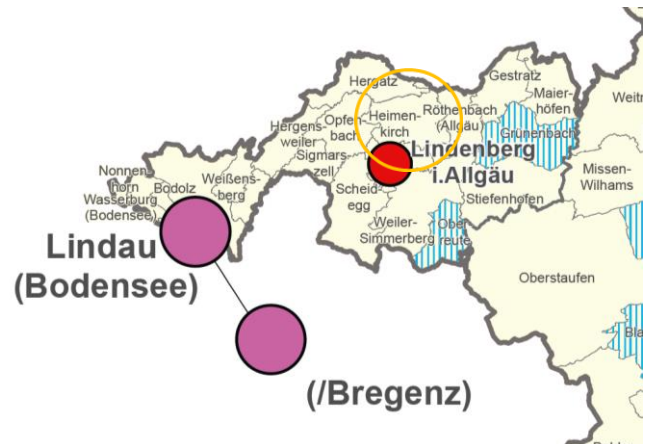 Hergatz
Gestratz
Maier-
höfen
Weitn
Opfen-
bach
Heimen-
kirch
Röthenbach
(Allgäu)
Grünenbach
Hergens-
weiler
Sigmars-
zell
Lindenberg
i.Allgäu
Missen-
Wilhams
Nonnen-
horn
Wasserburg
(Bodensee)
Bodolz
Weißens-
berg
Scheid-
egg
Stiefenhofen
Weiler-
Simmerberg
Ober
reute
Lindau
(Bodensee)
Oberstaufen
Bla
(/Bregenz)